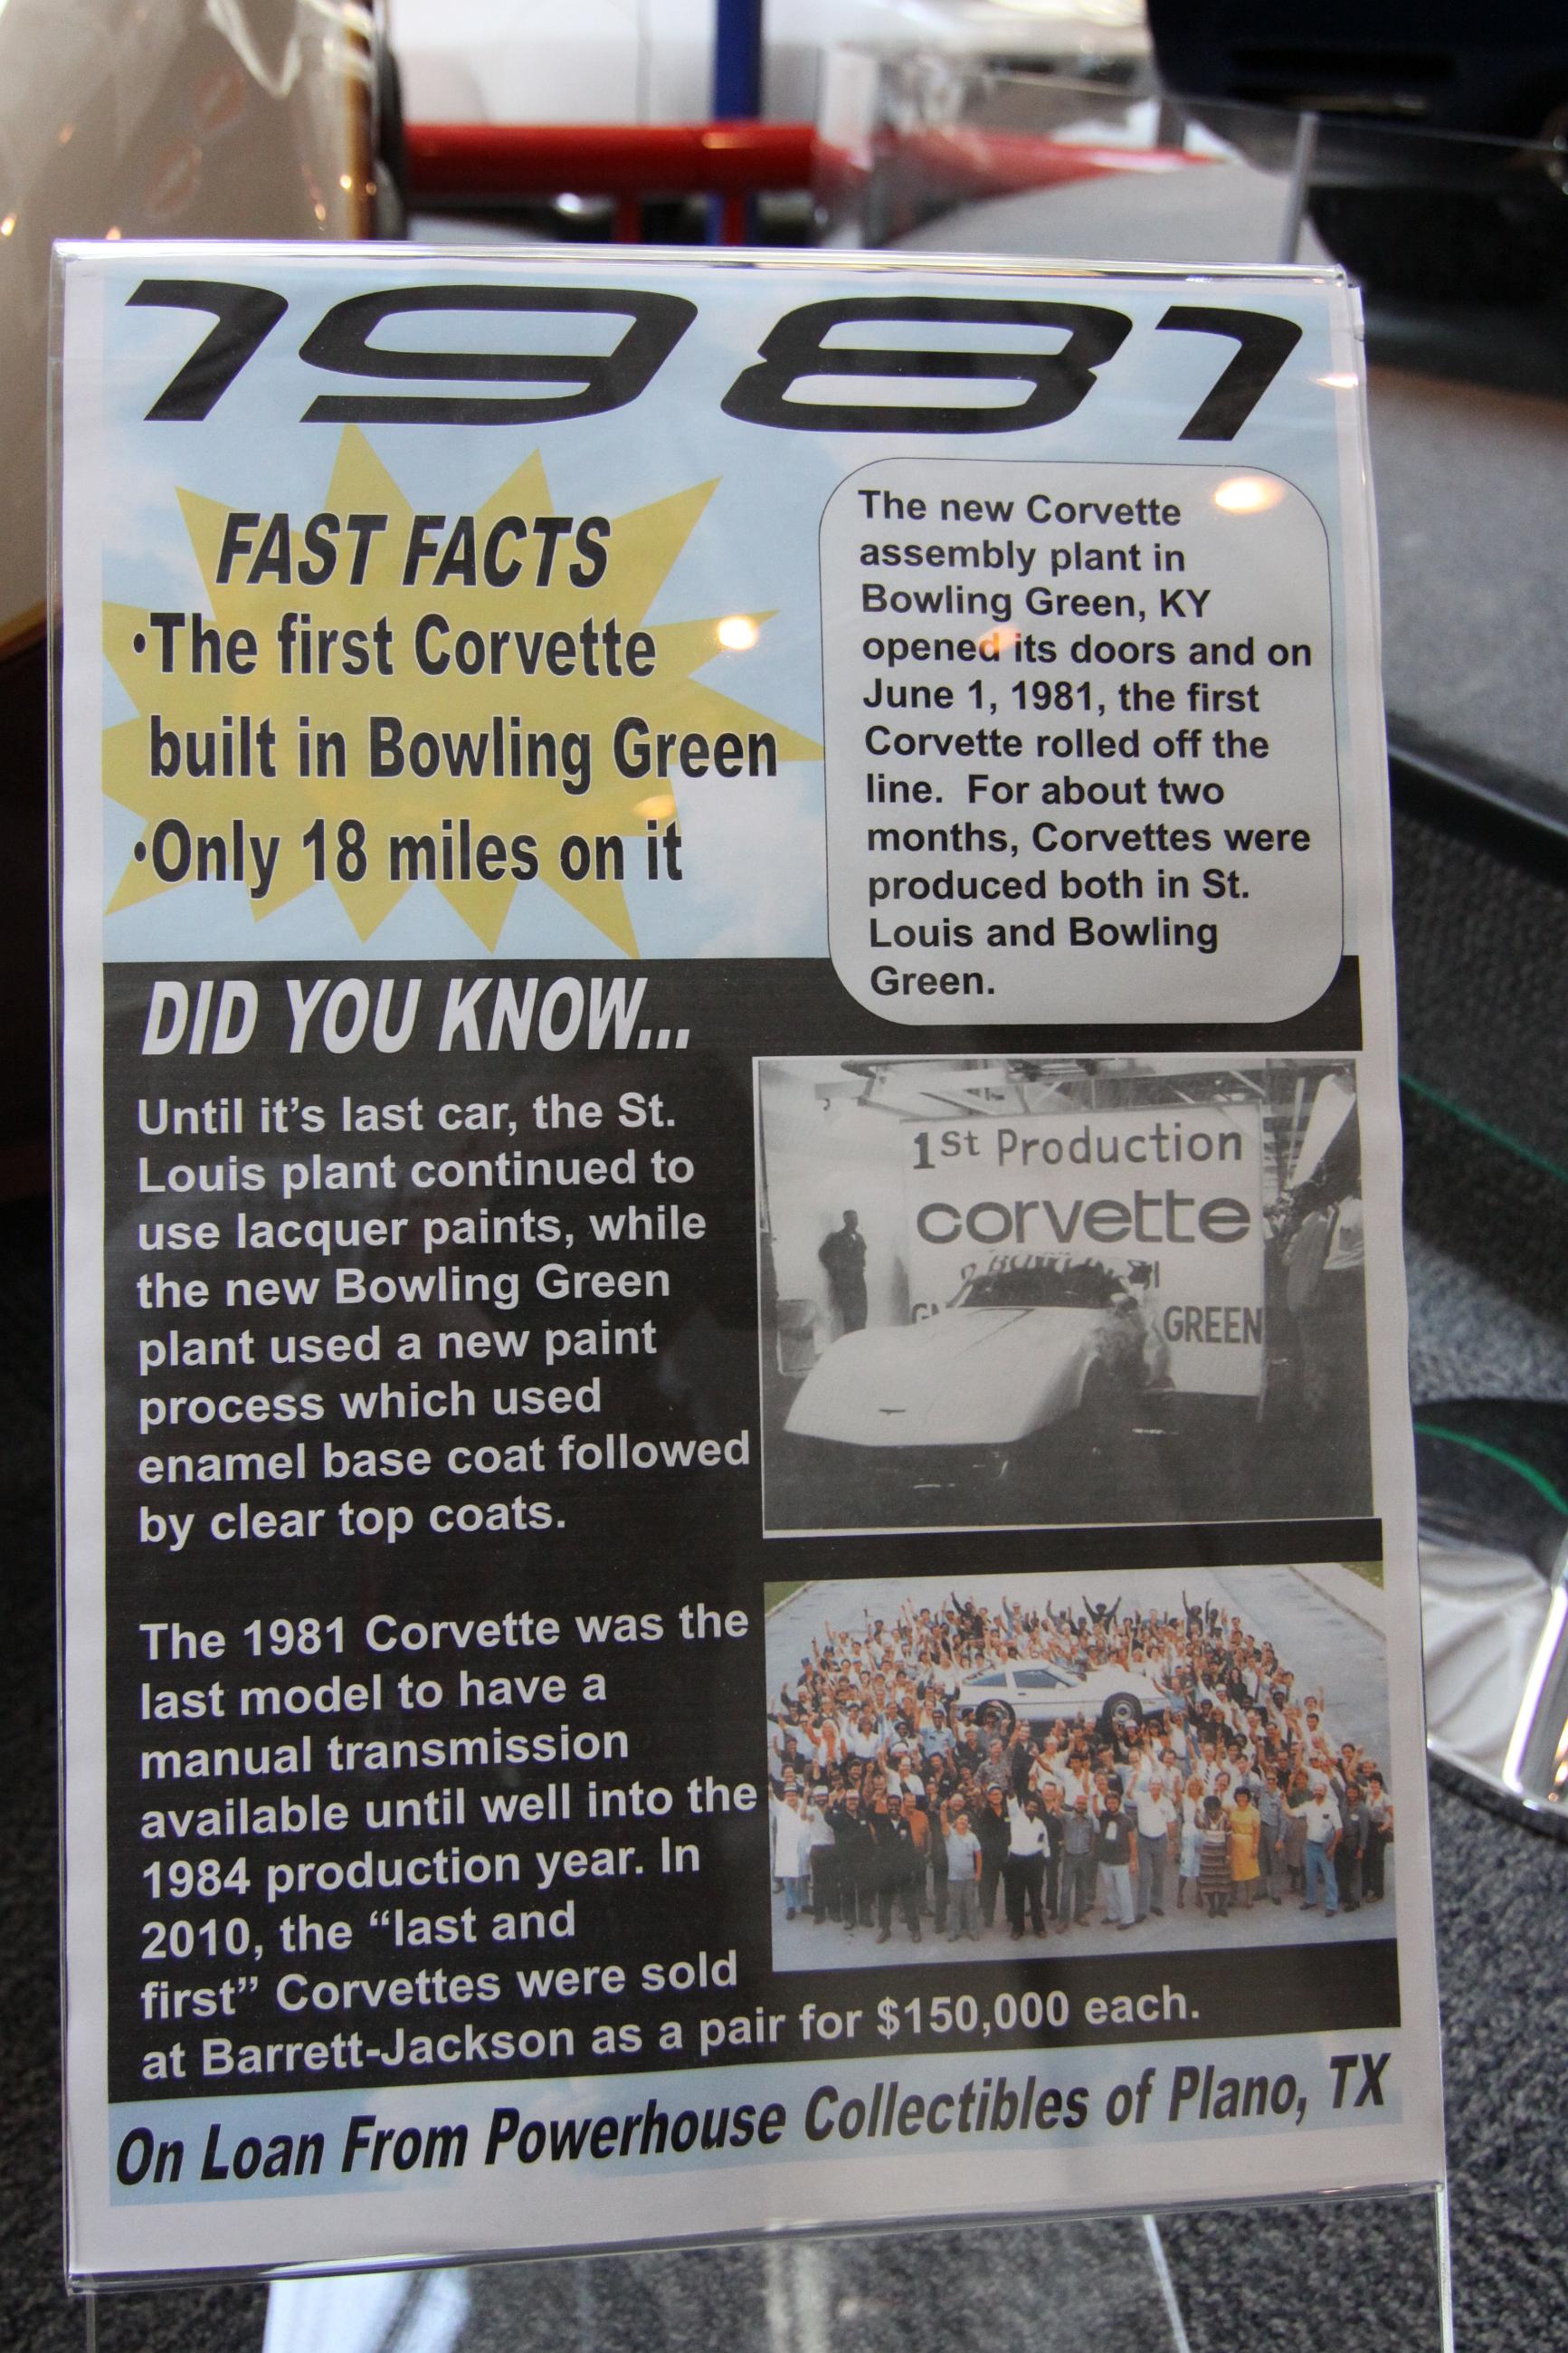 1981
FAST FACTS
•The first Corvette
built in Bowling Green
•Only 18 miles on it
The new Corvette
assembly plant in
Bowling Green, KY
opened its doors and on
June 1, 1981, the first
Corvette rolled off the
line. For about two
months, Corvettes were
produced both in St.
Louis and Bowling
Green.
DID YOU KNOW...
Until it's last car, the St.
Louis plant continued to
use lacquer paints, while
the new Bowling Green
plant used a new paint
process which used
enamel base coat followed
by clear top coats.
The 1981 Corvette was the
last model to have a
manual transmission
available until well into the
1984 production year. In
2010, the “last and
first” Corvettes were sold
at Barrett-Jackson as a pair for $150,000 each.
1St Production
corvette
GREEN
On Loan From Powerhouse Collectibles of Plano, TX